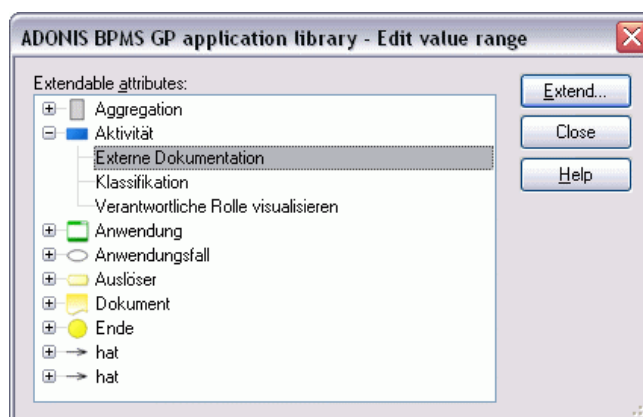 ADONIS BPMS GP application library - Edit value range
Extendable attributes:
Aggregation
Aktivität
Externe Dokumentation
Klassifikation
Verantwortliche Rolle visualisieren
Anwendung
Anwendungsfall
Auslöser
Dokument
Ende
hat
hat
Extend...
Close
Help